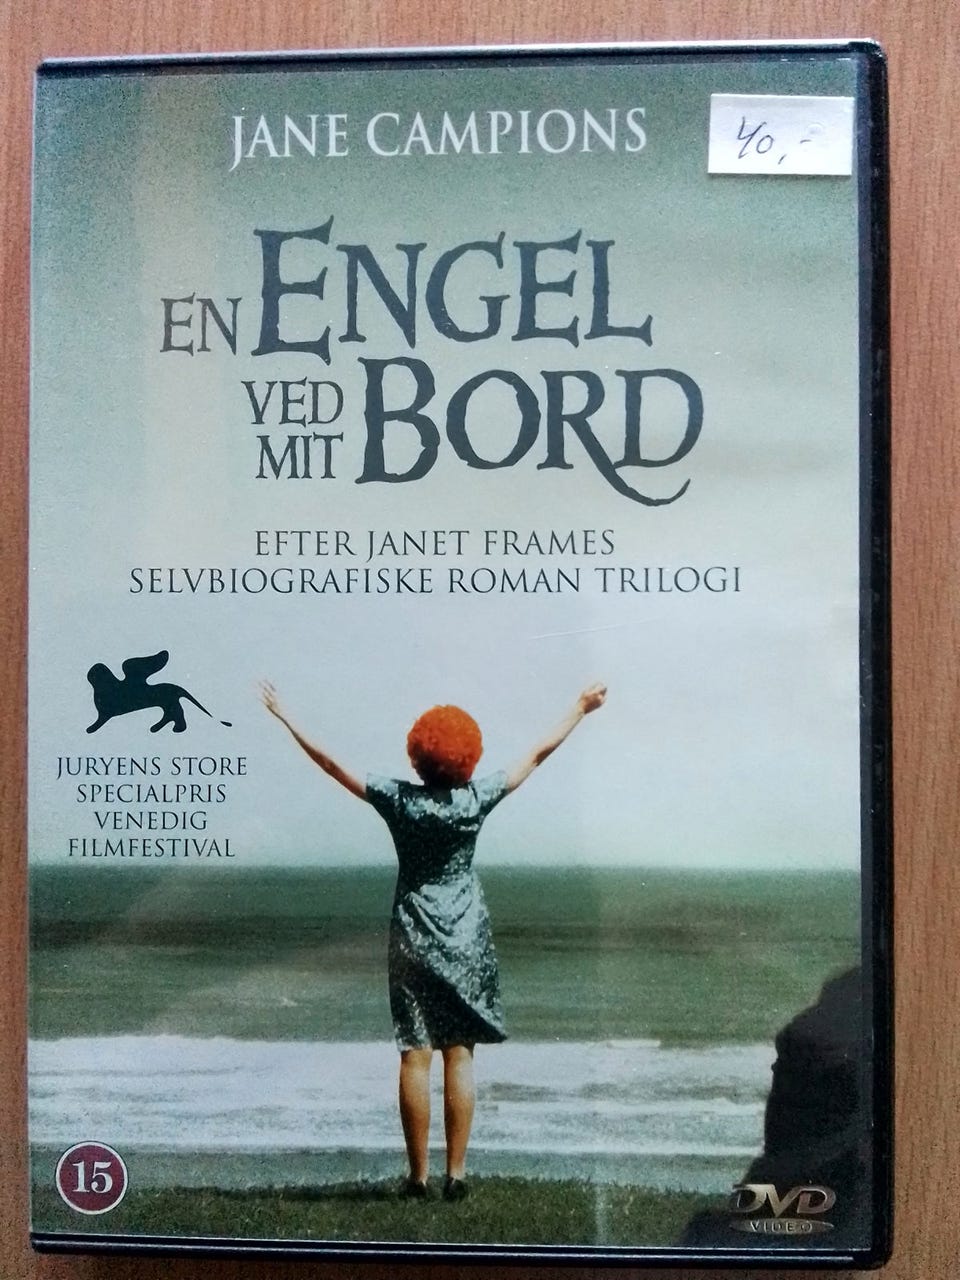 JANE CAMPIONS
40,-
EN ENGEL
VED MIT BORD
EFTER JANET FRAMES
SELVBIOGRAFISKE ROMAN TRILOGI
JURYENS STORE
SPECIALPRIS
VENEDIG
FILMFESTIVAL
15
DVD
VIDEO